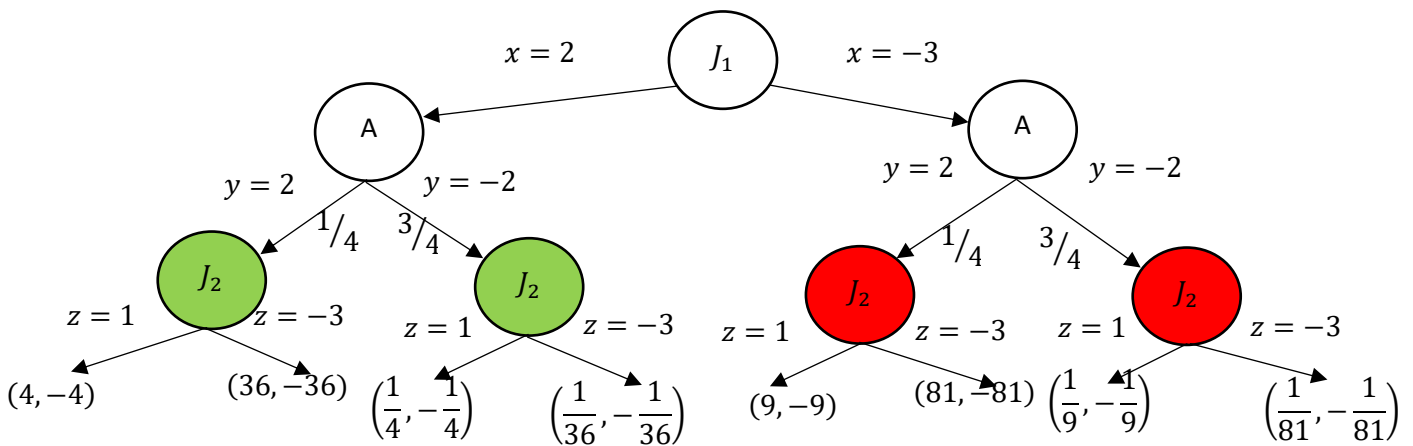 x = 2
J₁
x = −3
A
A
y = 2
y = −2
y = 2
y = −2
1/4
3/4
1/4
3/4
J₂
J₂
J₂
J₂
z = 1
z = −3
z = 1
z = −3
z = 1
z = −3
z = 1
z = −3
(4, −4)
(36, −36)
(1/4, −1/4)
(1/36, −1/36)
(9, −9)
(81, −81)
(1/9, −1/9)
(1/81, −1/81)